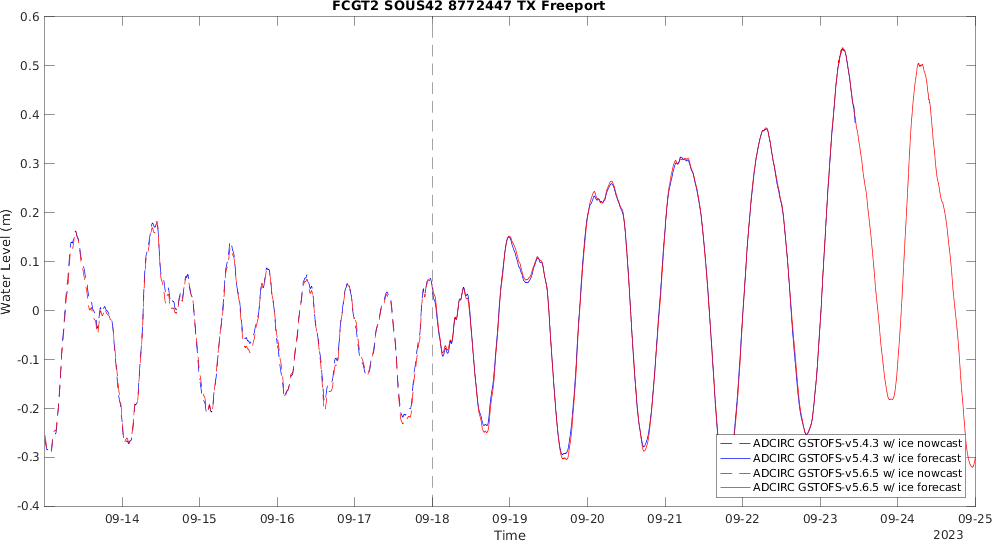 FCGT2 SOUS42 8772447 TX Freeport
Water Level (m)
0.6
0.5
0.4
0.3
0.2
0.1
0
-0.1
-0.2
-0.3
-0.4
ADCIRC GSTOFS-v5.4.3 w/ ice nowcast
ADCIRC GSTOFS-v5.4.3 w/ ice forecast
ADCIRC GSTOFS-v5.6.5 w/ ice nowcast
ADCIRC GSTOFS-v5.6.5 w/ ice forecast
09-14 09-15 09-16 09-17 09-18 09-19 09-20 09-21 09-22 09-23 09-24 09-25
Time
2023